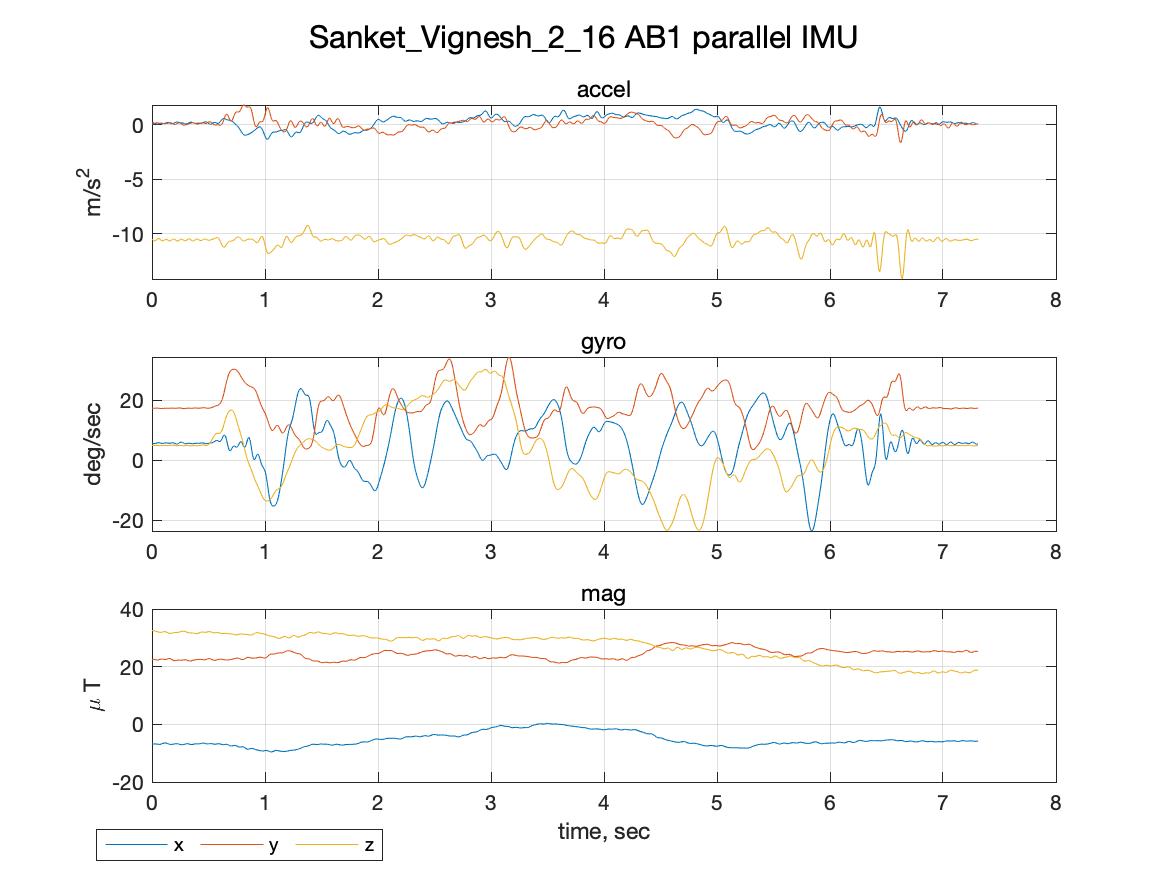 Sanket_Vignesh_2_16 AB1 parallel IMU
accel
m/s²
0
-5
-10
0 1 2 3 4 5 6 7 8
gyro
deg/sec
20
0
-20
0 1 2 3 4 5 6 7 8
mag
μ T
40
20
0
-20
0 1 2 3 4 5 6 7 8
time, sec
x y z